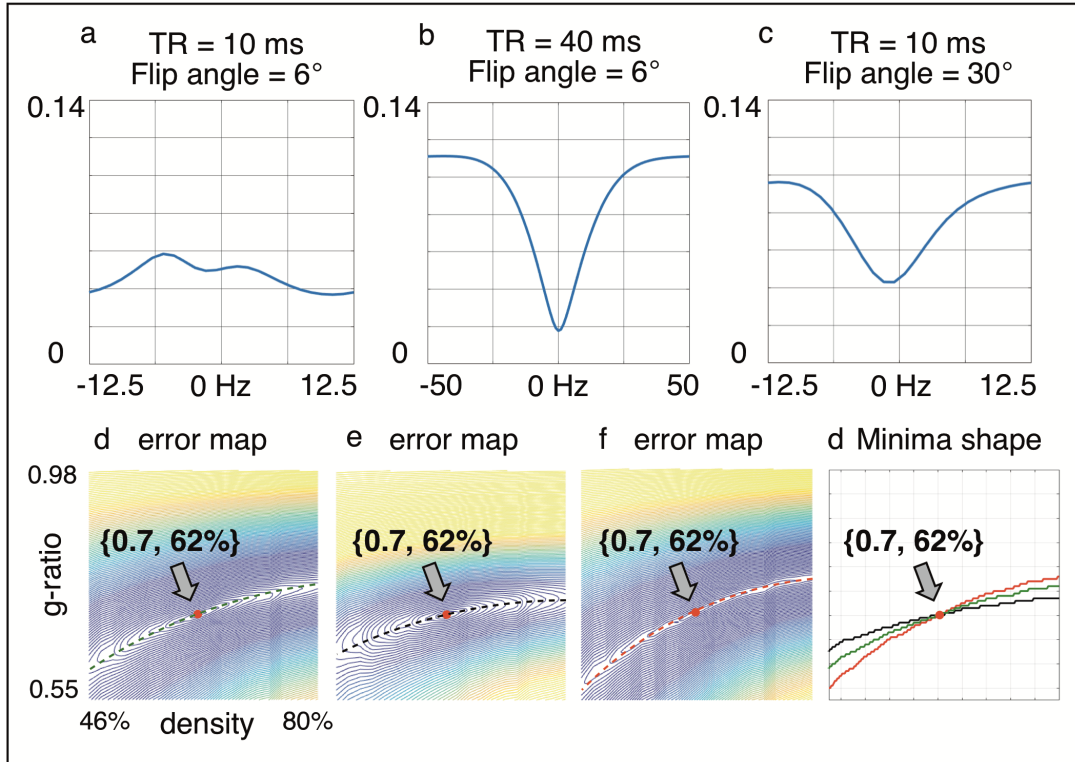 a TR = 10 ms
Flip angle = 6°
0.14
0
-12.5 0 Hz 12.5
b TR = 40 ms
Flip angle = 6°
0.14
0
-50 0 Hz 50
c TR = 10 ms
Flip angle = 30°
0.14
0
-12.5 0 Hz 12.5
d error map
0.98
g-ratio
0.55
{0.7, 62%}
46% density 80%
e error map
{0.7, 62%}
f error map
{0.7, 62%}
d Minima shape
{0.7, 62%}